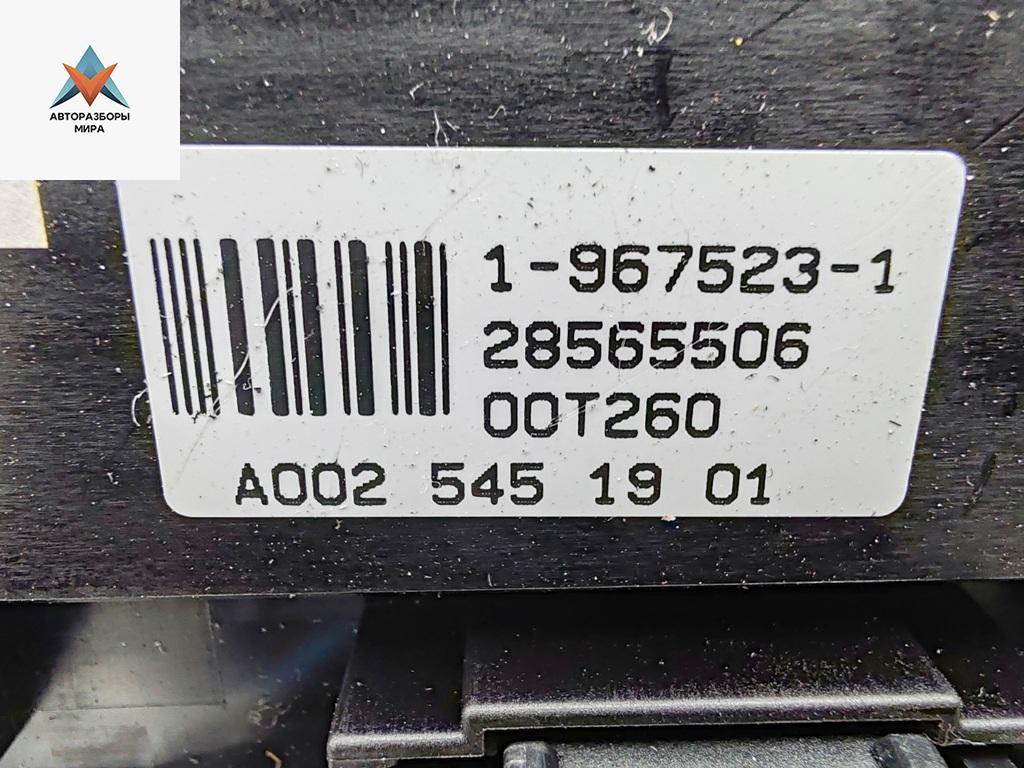 АВТОРАЗБОРЫ
МИРА
1-967523-1
28565506
00T260
A002 545 19 01